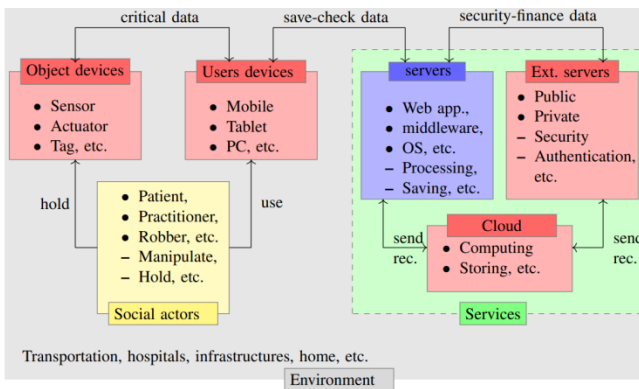 critical data
save-check data
security-finance data
Object devices
● Sensor
● Actuator
● Tag, etc.
Users devices
● Mobile
● Tablet
● PC, etc.
servers
● Web app.,
● middleware,
● OS, etc.
– Processing,
– Saving, etc.
Ext. servers
● Public
● Private
– Security
– Authentication,
etc.
hold
● Patient,
● Practitioner,
● Robber, etc.
– Manipulate,
– Hold, etc.
Social actors
use
send
rec.
Cloud
● Computing
● Storing, etc.
send
rec.
Services
Transportation, hospitals, infrastructures, home, etc.
Environment